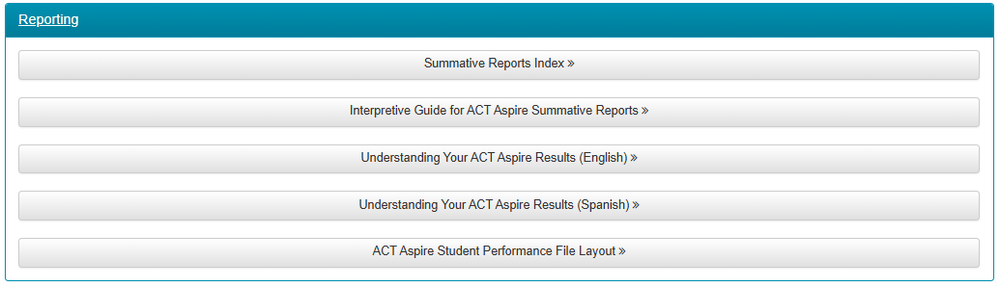 Reporting
Summative Reports Index »
Interpretive Guide for ACT Aspire Summative Reports »
Understanding Your ACT Aspire Results (English) »
Understanding Your ACT Aspire Results (Spanish) »
ACT Aspire Student Performance File Layout »